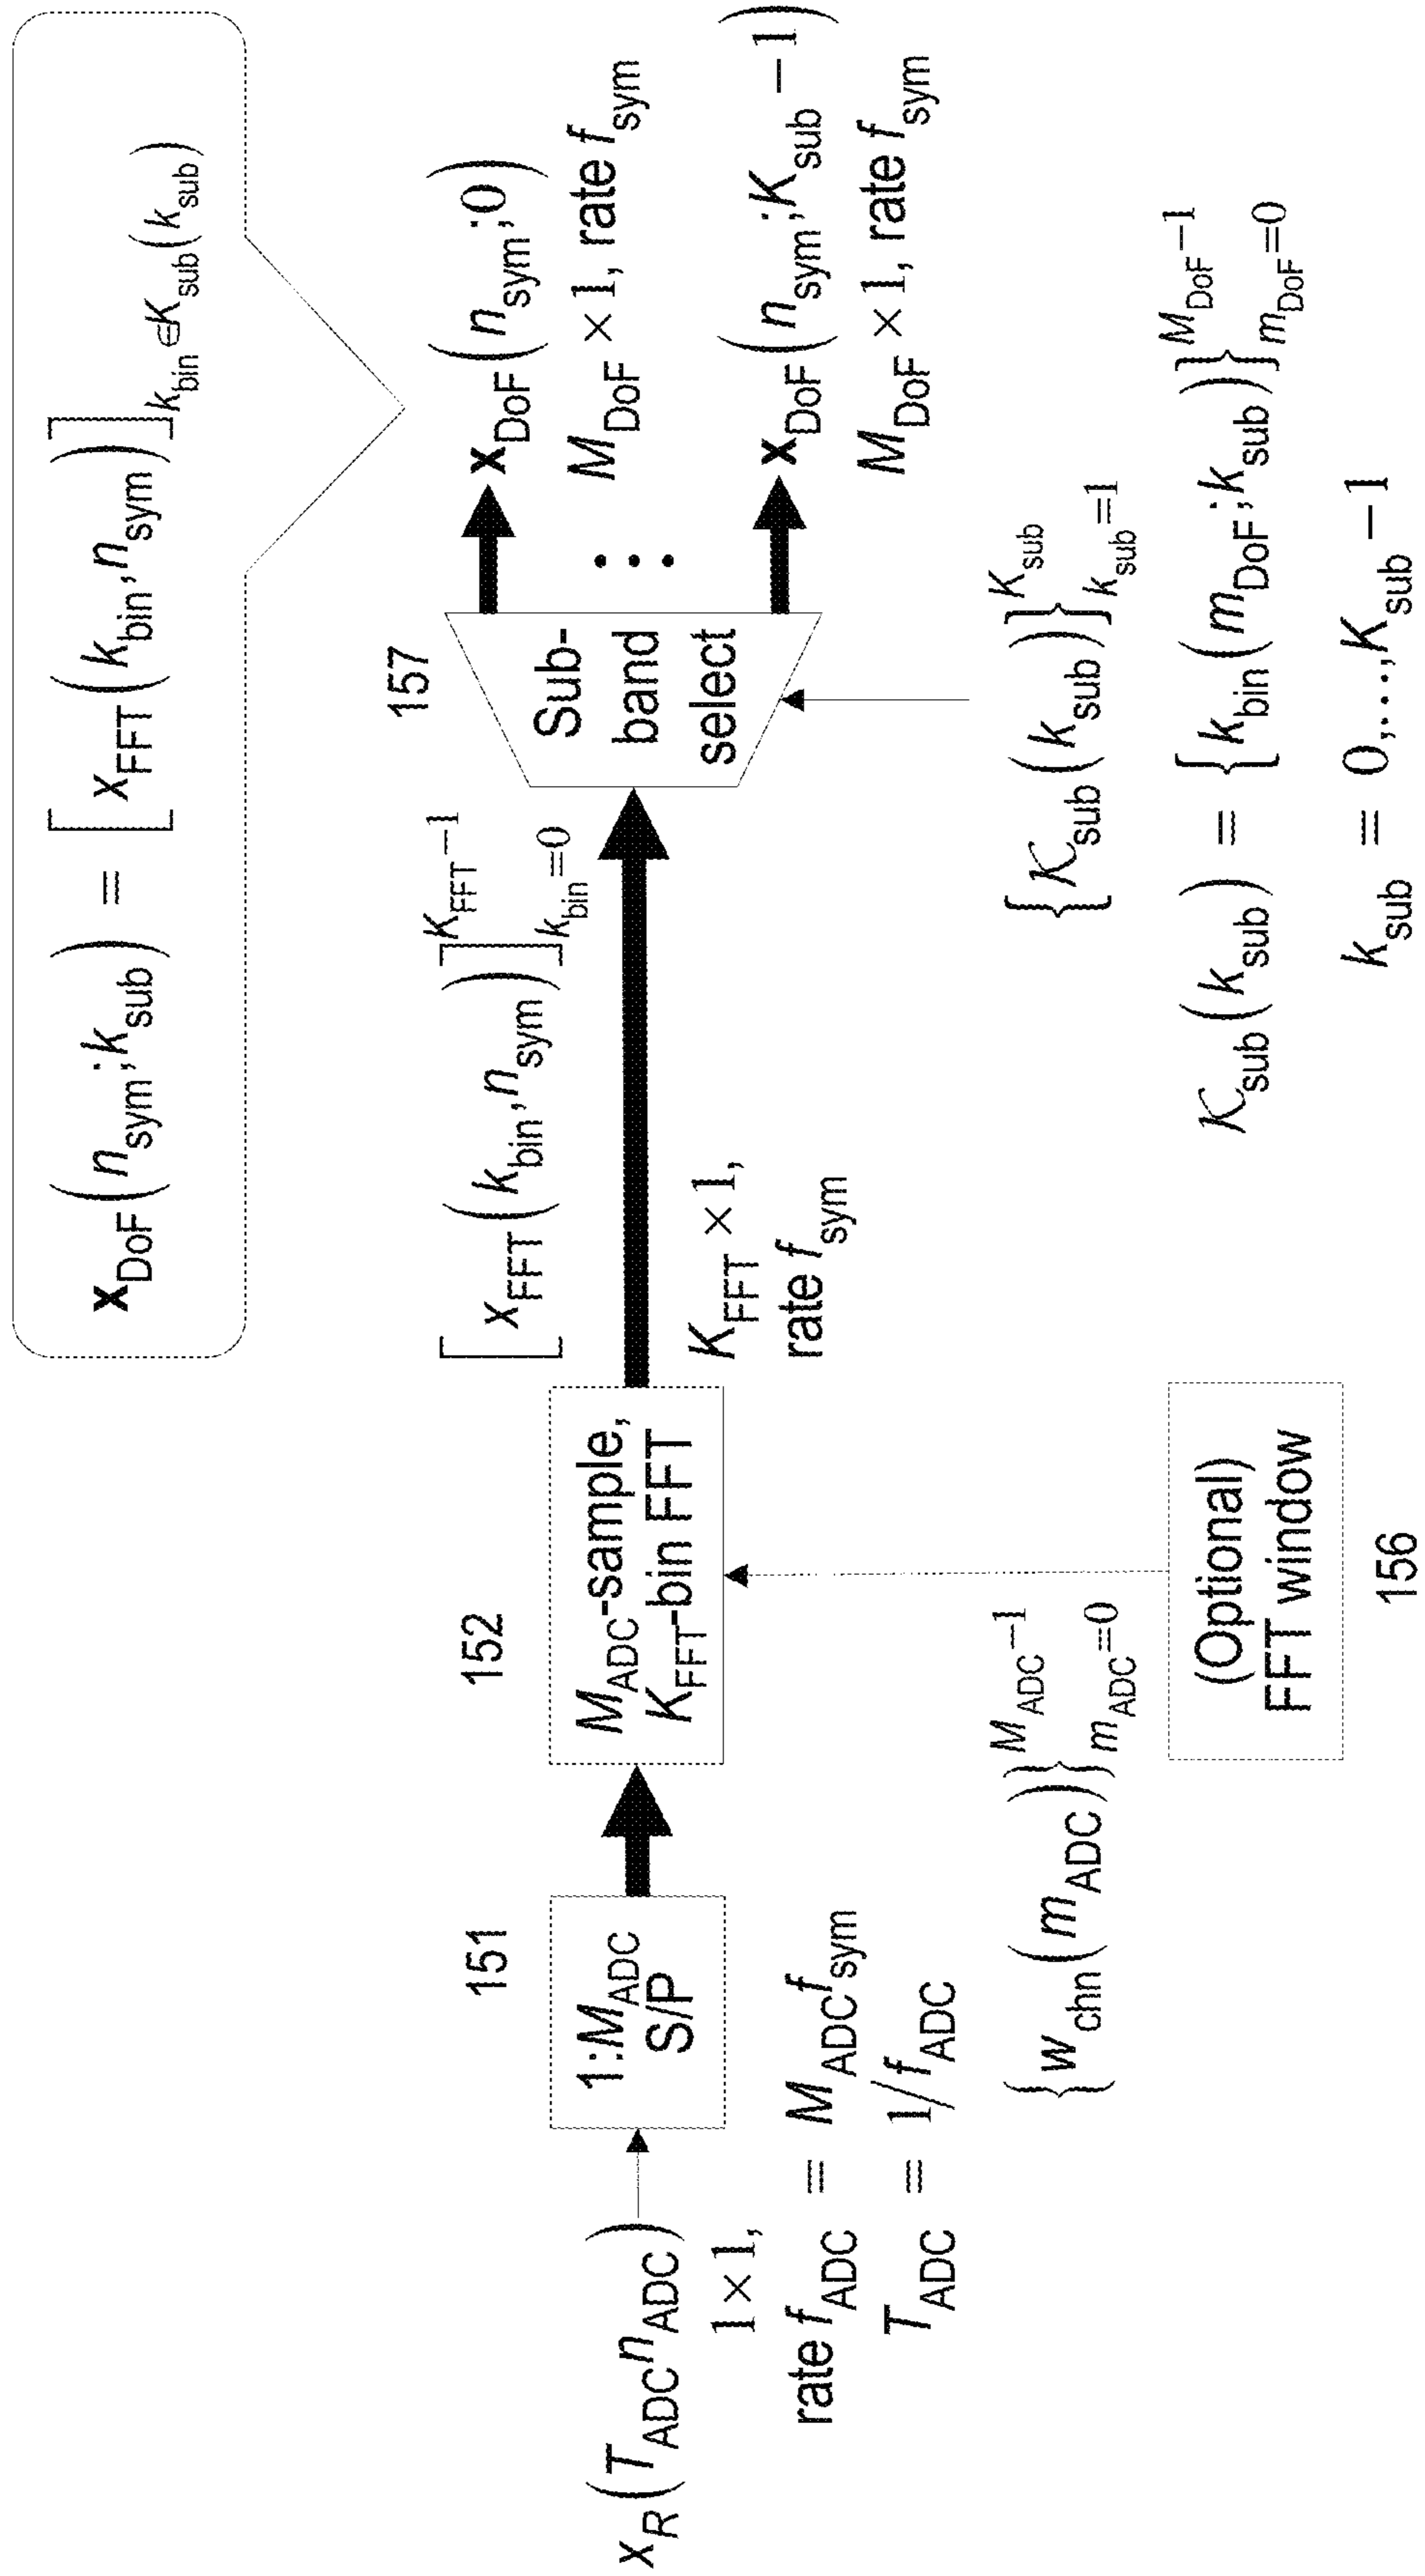 𝐱_DoF(n_sym;k_sub) = [x_FFT(k_bin,n_sym)]_{k_bin∈𝒦_sub(k_sub)}
151
152
157
x_R(T_ADC n_ADC)
1×1,
rate f_ADC = M_ADC f_sym
T_ADC = 1/f_ADC
1:M_ADC
S/P
M_ADC-sample,
K_FFT-bin FFT
[x_FFT(k_bin,n_sym)]_{k_bin=0}^{K_FFT−1}
K_FFT×1,
rate f_sym
Sub-
band
select
𝐱_DoF(n_sym;0)
M_DoF×1, rate f_sym
⋮
𝐱_DoF(n_sym;K_sub−1)
M_DoF×1, rate f_sym
{w_chn(m_ADC)}_{m_ADC=0}^{M_ADC−1}
(Optional)
FFT window
156
{𝒦_sub(k_sub)}_{k_sub=1}^{K_sub}
𝒦_sub(k_sub) = {k_bin(m_DoF;k_sub)}_{m_DoF=0}^{M_DoF−1}
k_sub = 0,…,K_sub−1